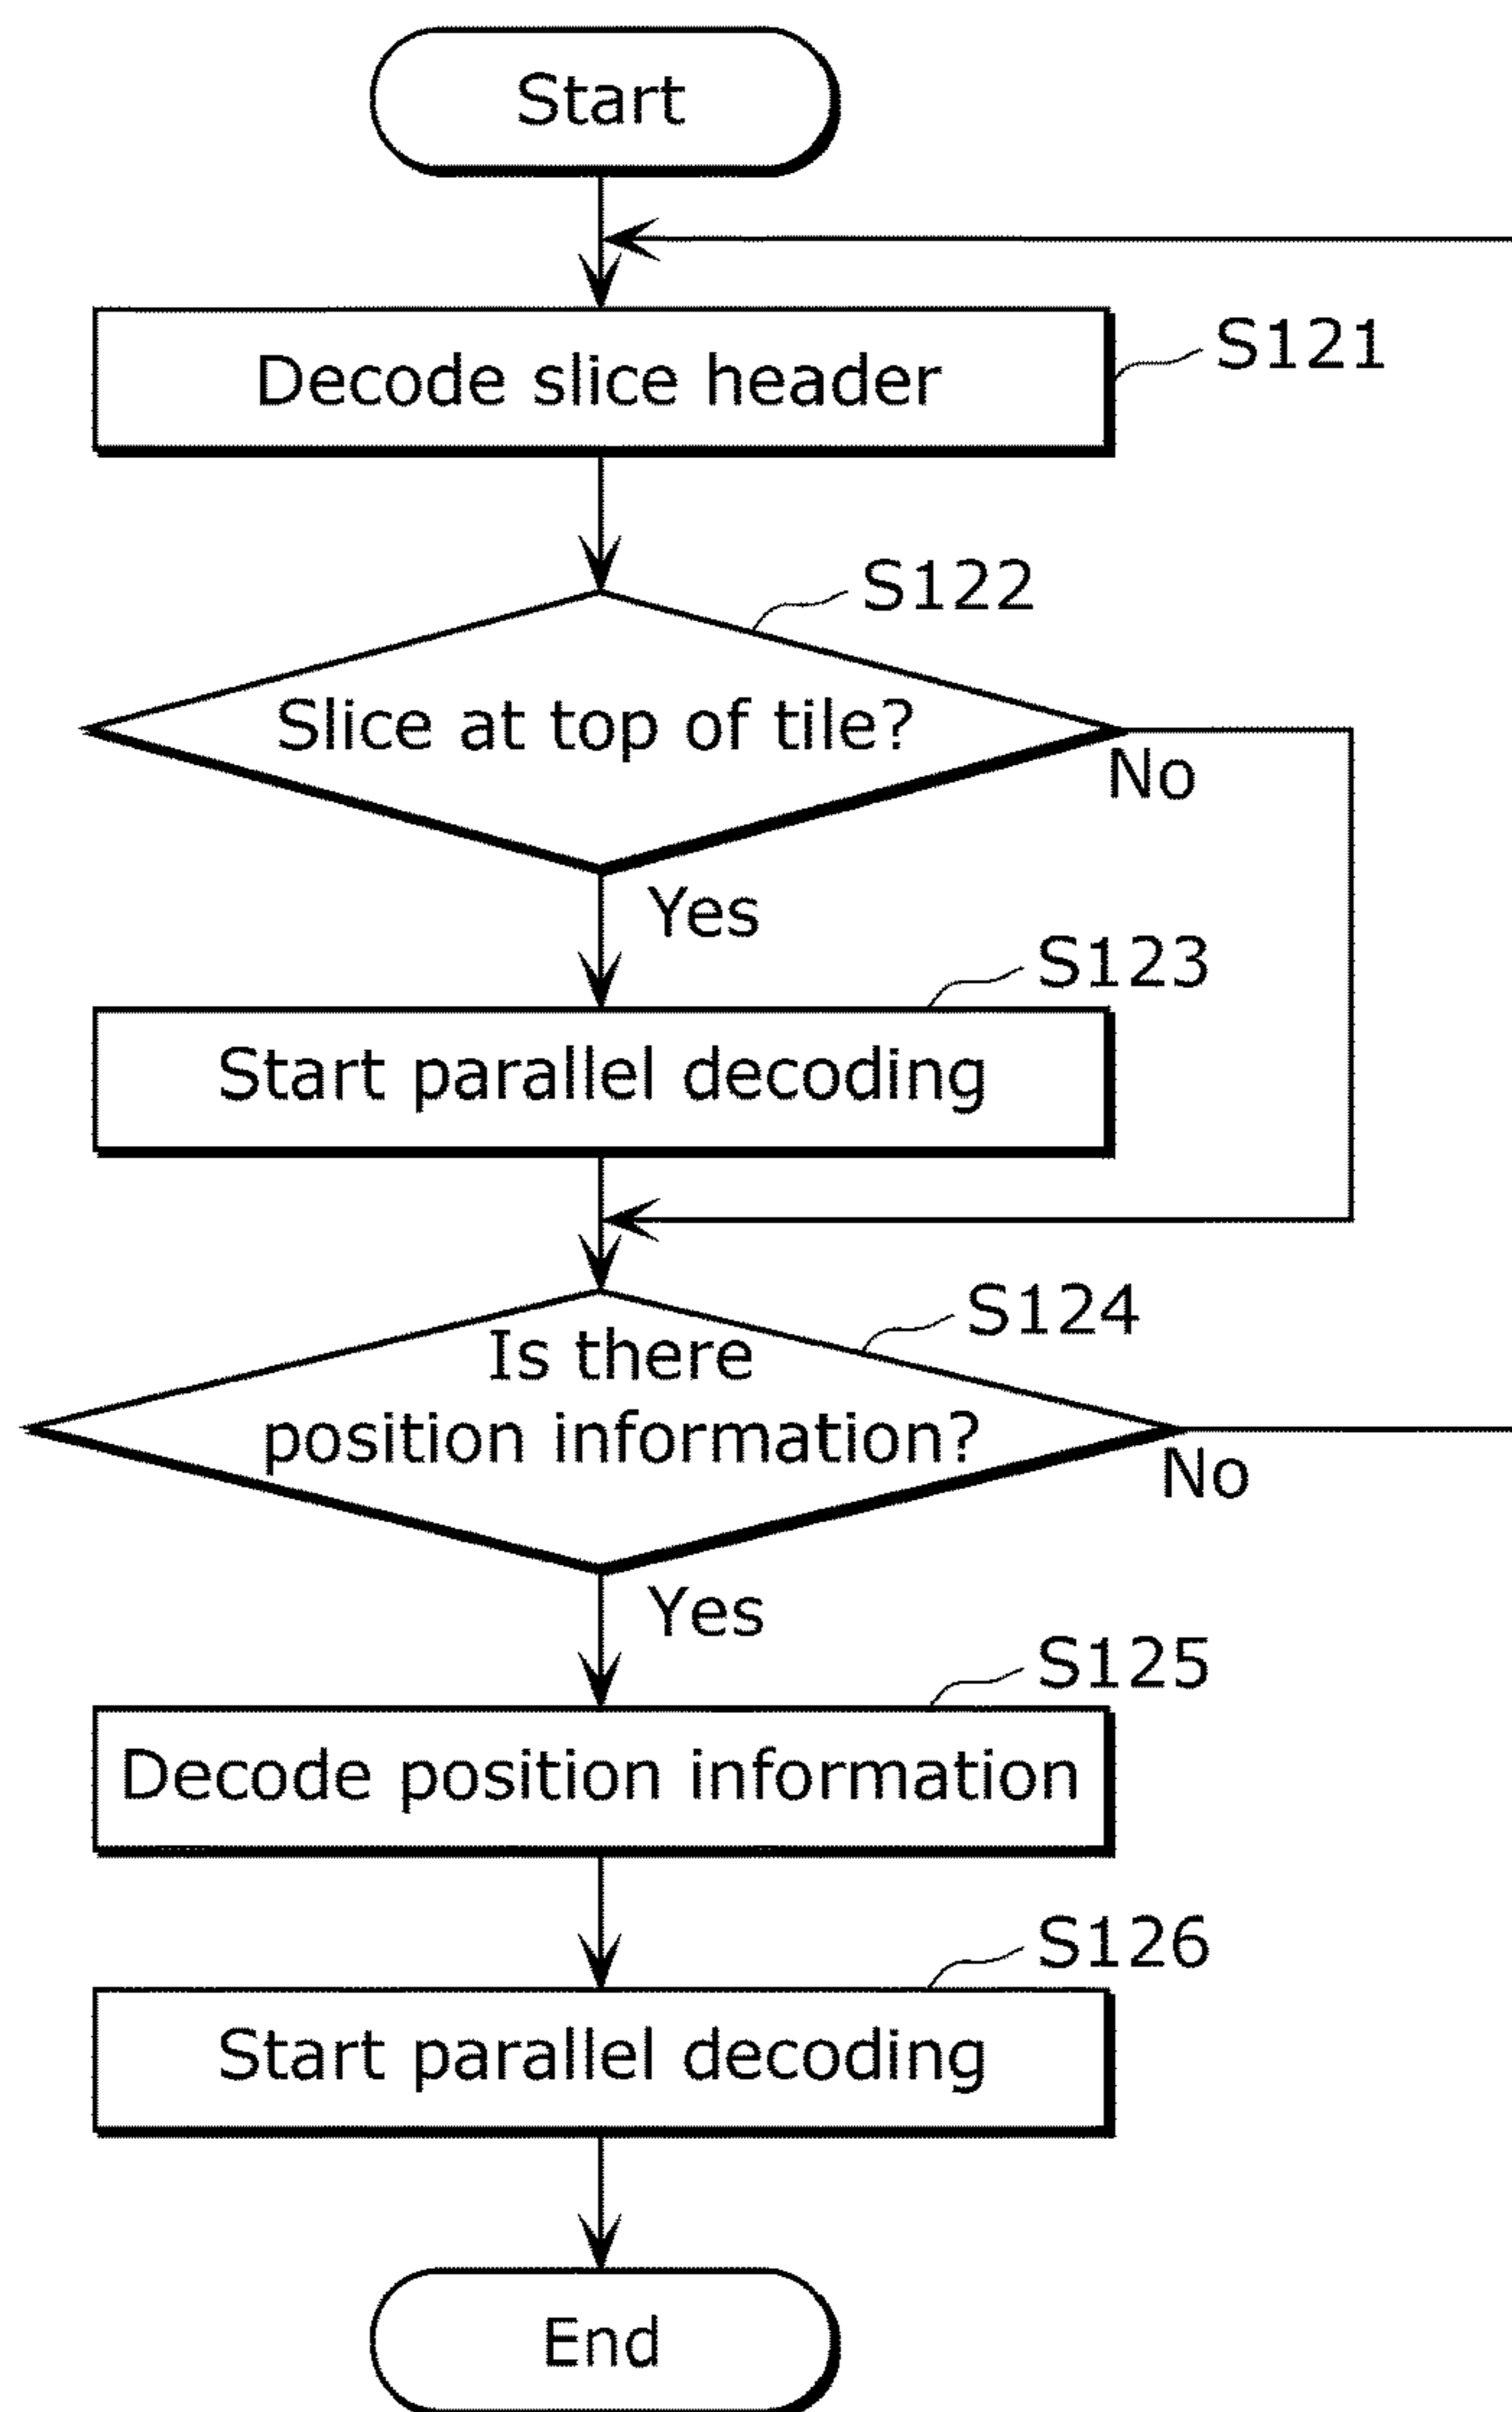 Start
Decode slice header
S121
S122
Slice at top of tile?
No
Yes
S123
Start parallel decoding
S124
Is there
position information?
No
Yes
S125
Decode position information
S126
Start parallel decoding
End